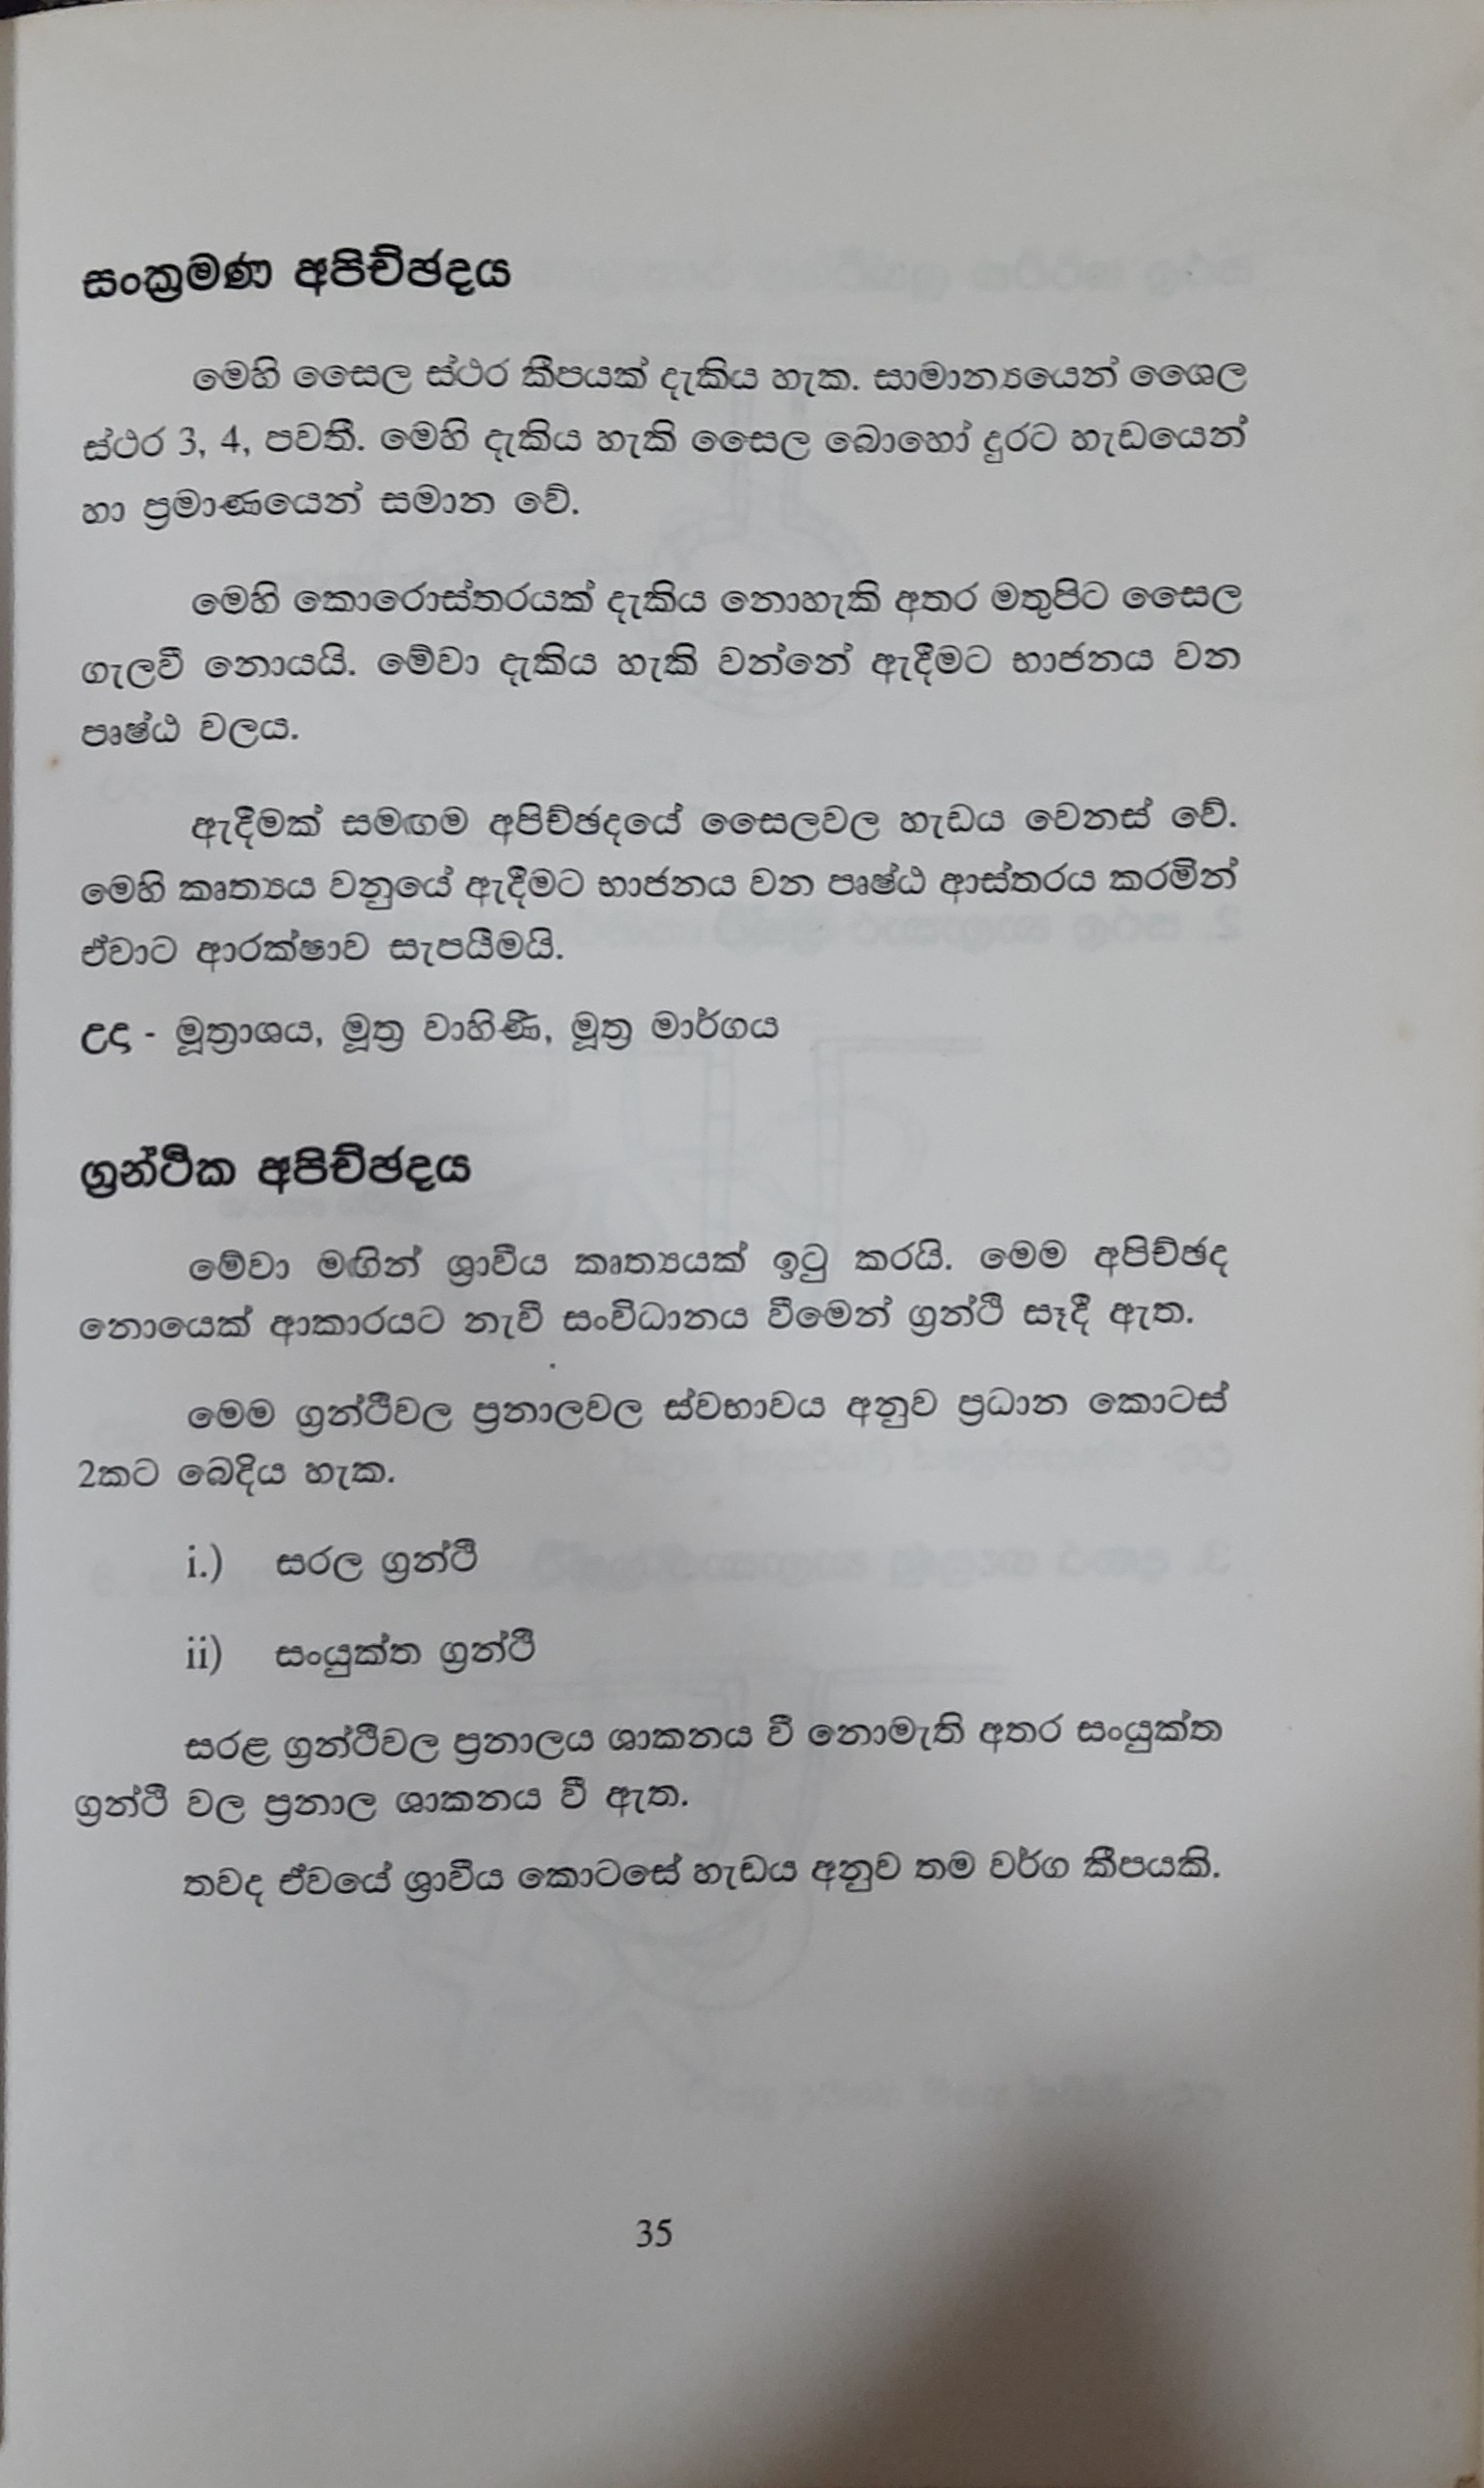 සංක්‍රමණ අපිච්ඡදය
මෙහි සෛල ස්ථර කීපයක් දැකිය හැක. සාමාන්‍යයෙන් ශෛල
ස්ථර 3, 4, පවතී. මෙහි දැකිය හැකි සෛල බොහෝ දුරට හැඩයෙන්
හා ප්‍රමාණයෙන් සමාන වේ.
මෙහි කොරොස්තරයක් දැකිය නොහැකි අතර මතුපිට සෛල
ගැලවී නොයයි. මේවා දැකිය හැකි වන්නේ ඇදීමට භාජනය වන
පෘෂ්ඨ වලය.
ඇදීමක් සමඟම අපිච්ඡදයේ සෛලවල හැඩය වෙනස් වේ.
මෙහි කෘත්‍යය වනුයේ ඇදීමට භාජනය වන පෘෂ්ඨ ආස්තරය කරමින්
ඒවාට ආරක්ෂාව සැපයීමයි.
උදා - මූත්‍රාශය, මූත්‍ර වාහිණී, මූත්‍ර මාර්ගය
ග්‍රන්ථික අපිච්ඡදය
මේවා මඟින් ශ්‍රාවීය කෘත්‍යයක් ඉටු කරයි. මෙම අපිච්ඡද
නොයෙක් ආකාරයට නැවී සංවිධානය වීමෙන් ග්‍රන්ථි සෑදී ඇත.
මෙම ග්‍රන්ථිවල ප්‍රනාලවල ස්වභාවය අනුව ප්‍රධාන කොටස්
2කට බෙදිය හැක.
i.) සරල ග්‍රන්ථි
ii) සංයුක්ත ග්‍රන්ථි
සරළ ග්‍රන්ථිවල ප්‍රනාලය ශාකනය වී නොමැති අතර සංයුක්ත
ග්‍රන්ථි වල ප්‍රනාල ශාකනය වී ඇත.
තවද ඒවයේ ශ්‍රාවීය කොටසේ හැඩය අනුව තම වර්ග කීපයකි.
35